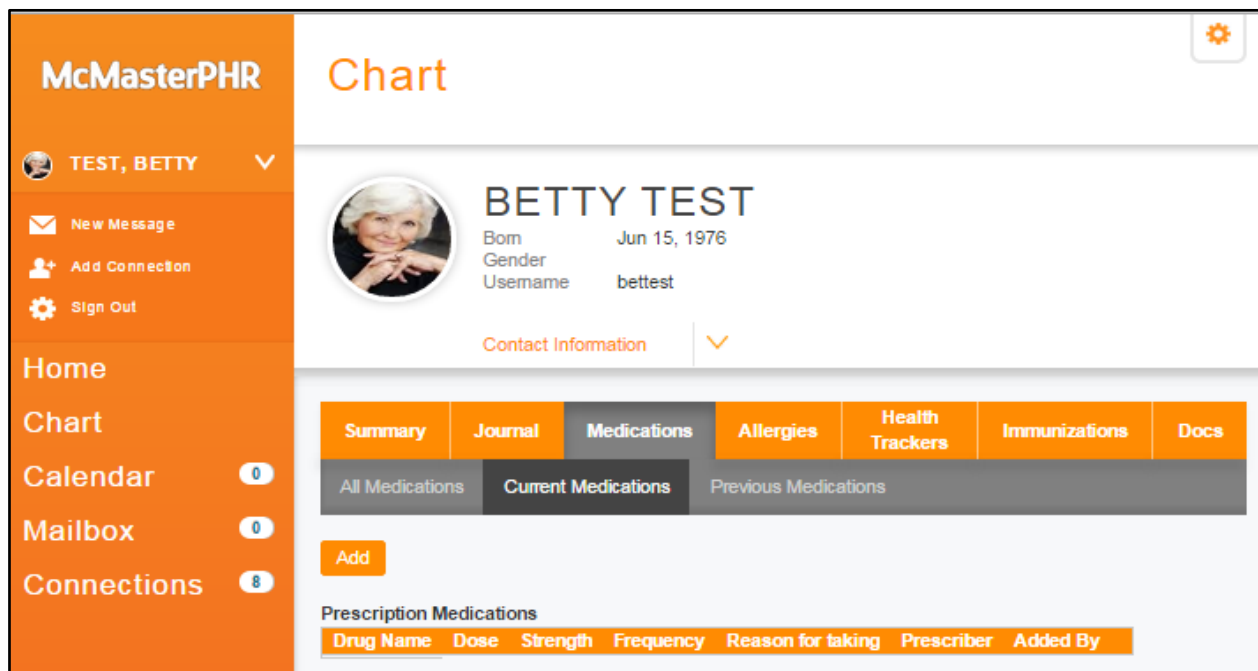 McMasterPHR
Chart
TEST, BETTY
New Message
Add Connection
Sign Out
Home
Chart
Calendar 0
Mailbox 0
Connections 8
BETTY TEST
Born Jun 15, 1976
Gender
Username bettest
Contact Information
Summary Journal Medications Allergies Health Trackers Immunizations Docs
All Medications Current Medications Previous Medications
Add
Prescription Medications
Drug Name Dose Strength Frequency Reason for taking Prescriber Added By